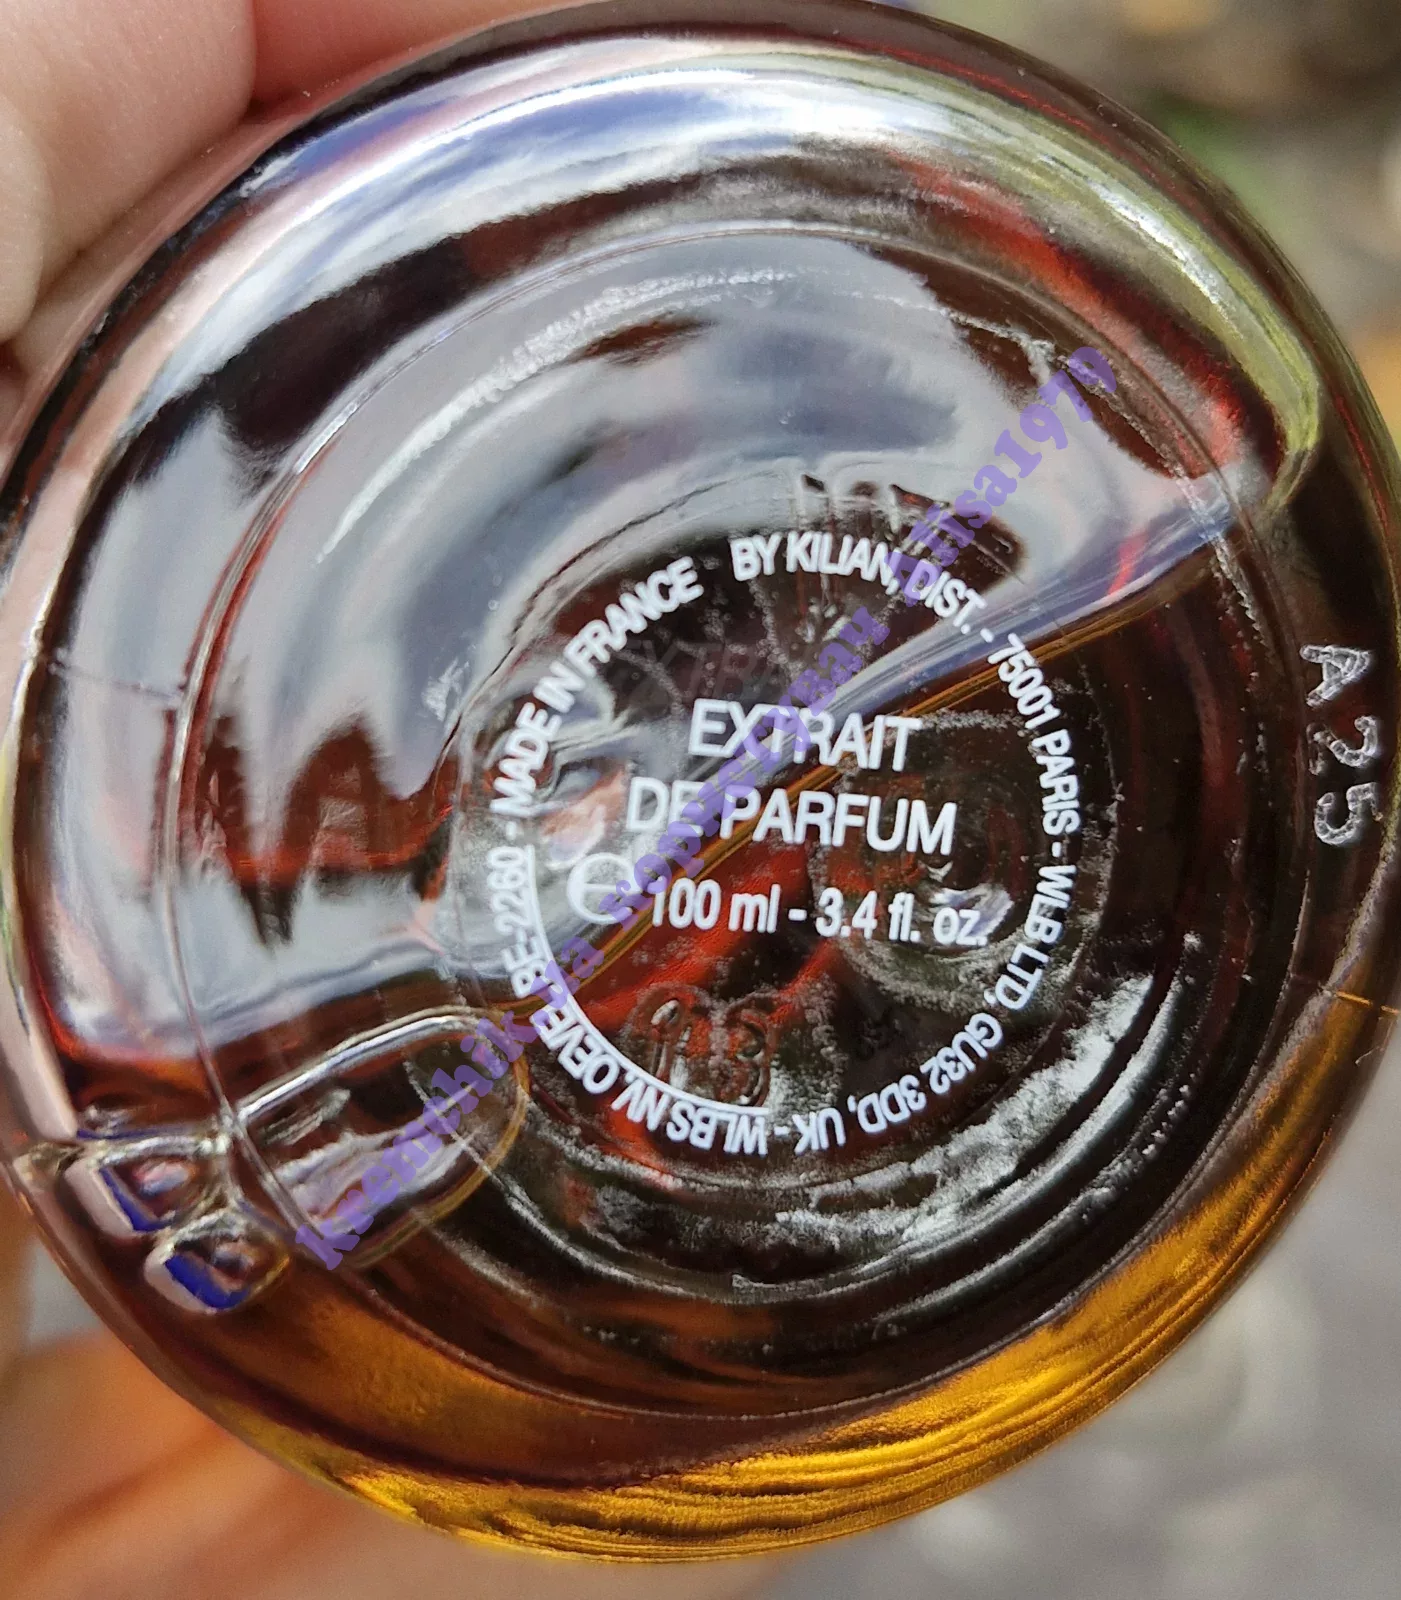 BY KILIAN, DIST. - 75001 PARIS - WLB LTD, GU32 3DD, UK - WLBS NV, OEVEL BE-2260 - MADE IN FRANCE
EXTRAIT
DE PARFUM
e 100 ml - 3.4 fl. oz.
A25
Alisa1979